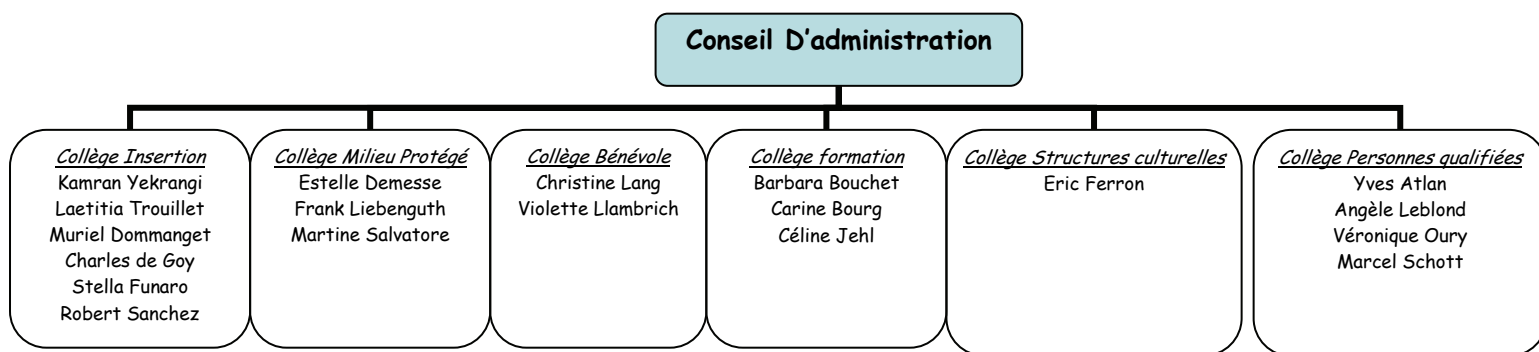 Conseil D'administration
Collège Insertion
Kamran Yekrangi
Laetitia Trouillet
Muriel Dommanget
Charles de Goy
Stella Funaro
Robert Sanchez
Collège Milieu Protégé
Estelle Demesse
Frank Liebenguth
Martine Salvatore
Collège Bénévole
Christine Lang
Violette Llambrich
Collège formation
Barbara Bouchet
Carine Bourg
Céline Jehl
Collège Structures culturelles
Eric Ferron
Collège Personnes qualifiées
Yves Atlan
Angèle Leblond
Véronique Oury
Marcel Schott